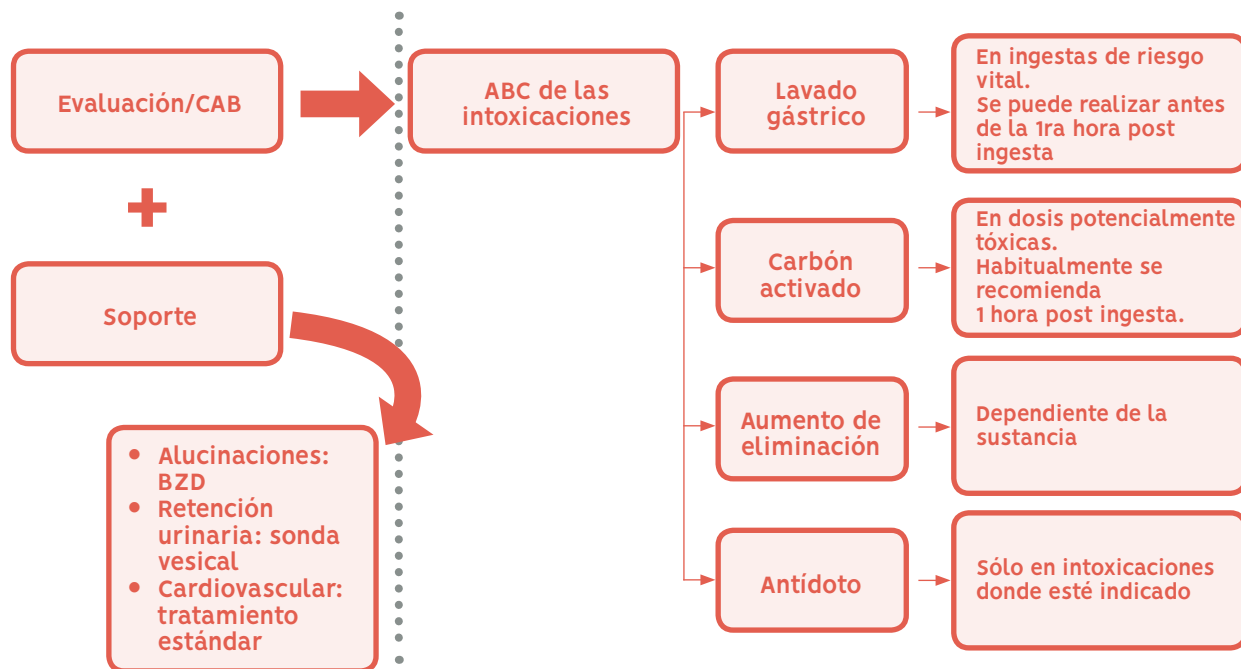 Evaluación/CAB
Soporte
• Alucinaciones:
BZD
• Retención
urinaria: sonda
vesical
• Cardiovascular:
tratamiento
estándar
ABC de las
intoxicaciones
Lavado
gástrico
En ingestas de riesgo
vital.
Se puede realizar antes
de la 1ra hora post
ingesta
Carbón
activado
En dosis potencialmente
tóxicas.
Habitualmente se
recomienda
1 hora post ingesta.
Aumento de
eliminación
Dependiente de la
sustancia
Antídoto
Sólo en intoxicaciones
donde esté indicado